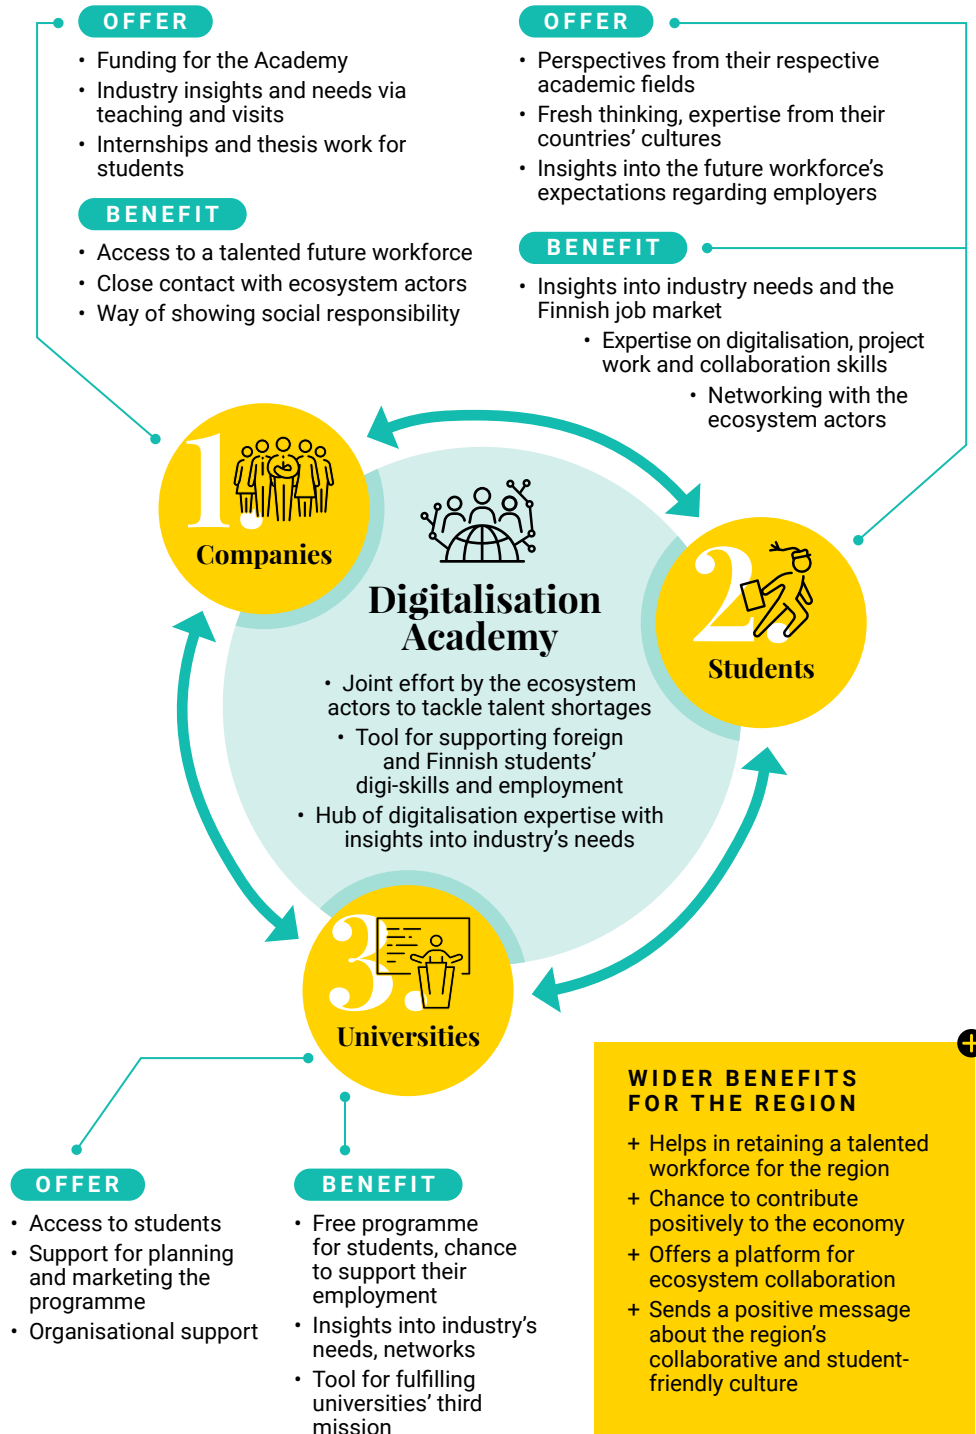 OFFER
• Funding for the Academy
• Industry insights and needs via
teaching and visits
• Internships and thesis work for
students
BENEFIT
• Access to a talented future workforce
• Close contact with ecosystem actors
• Way of showing social responsibility
OFFER
• Perspectives from their respective
academic fields
• Fresh thinking, expertise from their
countries’ cultures
• Insights into the future workforce’s
expectations regarding employers
BENEFIT
• Insights into industry needs and the
Finnish job market
• Expertise on digitalisation, project
work and collaboration skills
• Networking with the
ecosystem actors
1.
Companies
2.
Students
Digitalisation
Academy
• Joint effort by the ecosystem
actors to tackle talent shortages
• Tool for supporting foreign
and Finnish students’
digi-skills and employment
• Hub of digitalisation expertise with
insights into industry’s needs
3.
Universities
OFFER
• Access to students
• Support for planning
and marketing the
programme
• Organisational support
BENEFIT
• Free programme
for students, chance
to support their
employment
• Insights into industry’s
needs, networks
• Tool for fulfilling
universities’ third
mission
WIDER BENEFITS
FOR THE REGION
+ Helps in retaining a talented
workforce for the region
+ Chance to contribute
positively to the economy
+ Offers a platform for
ecosystem collaboration
+ Sends a positive message
about the region’s
collaborative and student-
friendly culture